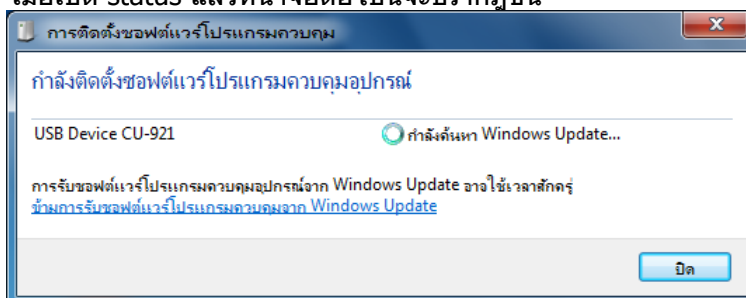 การติดตั้งซอฟต์แวร์โปรแกรมควบคุม
กำลังติดตั้งซอฟต์แวร์โปรแกรมควบคุมอุปกรณ์
USB Device CU-921 กำลังค้นหา Windows Update...
การรับซอฟต์แวร์โปรแกรมควบคุมอุปกรณ์จาก Windows Update อาจใช้เวลาสักครู่
ข้ามการรับซอฟต์แวร์โปรแกรมควบคุมจาก Windows Update
ปิด